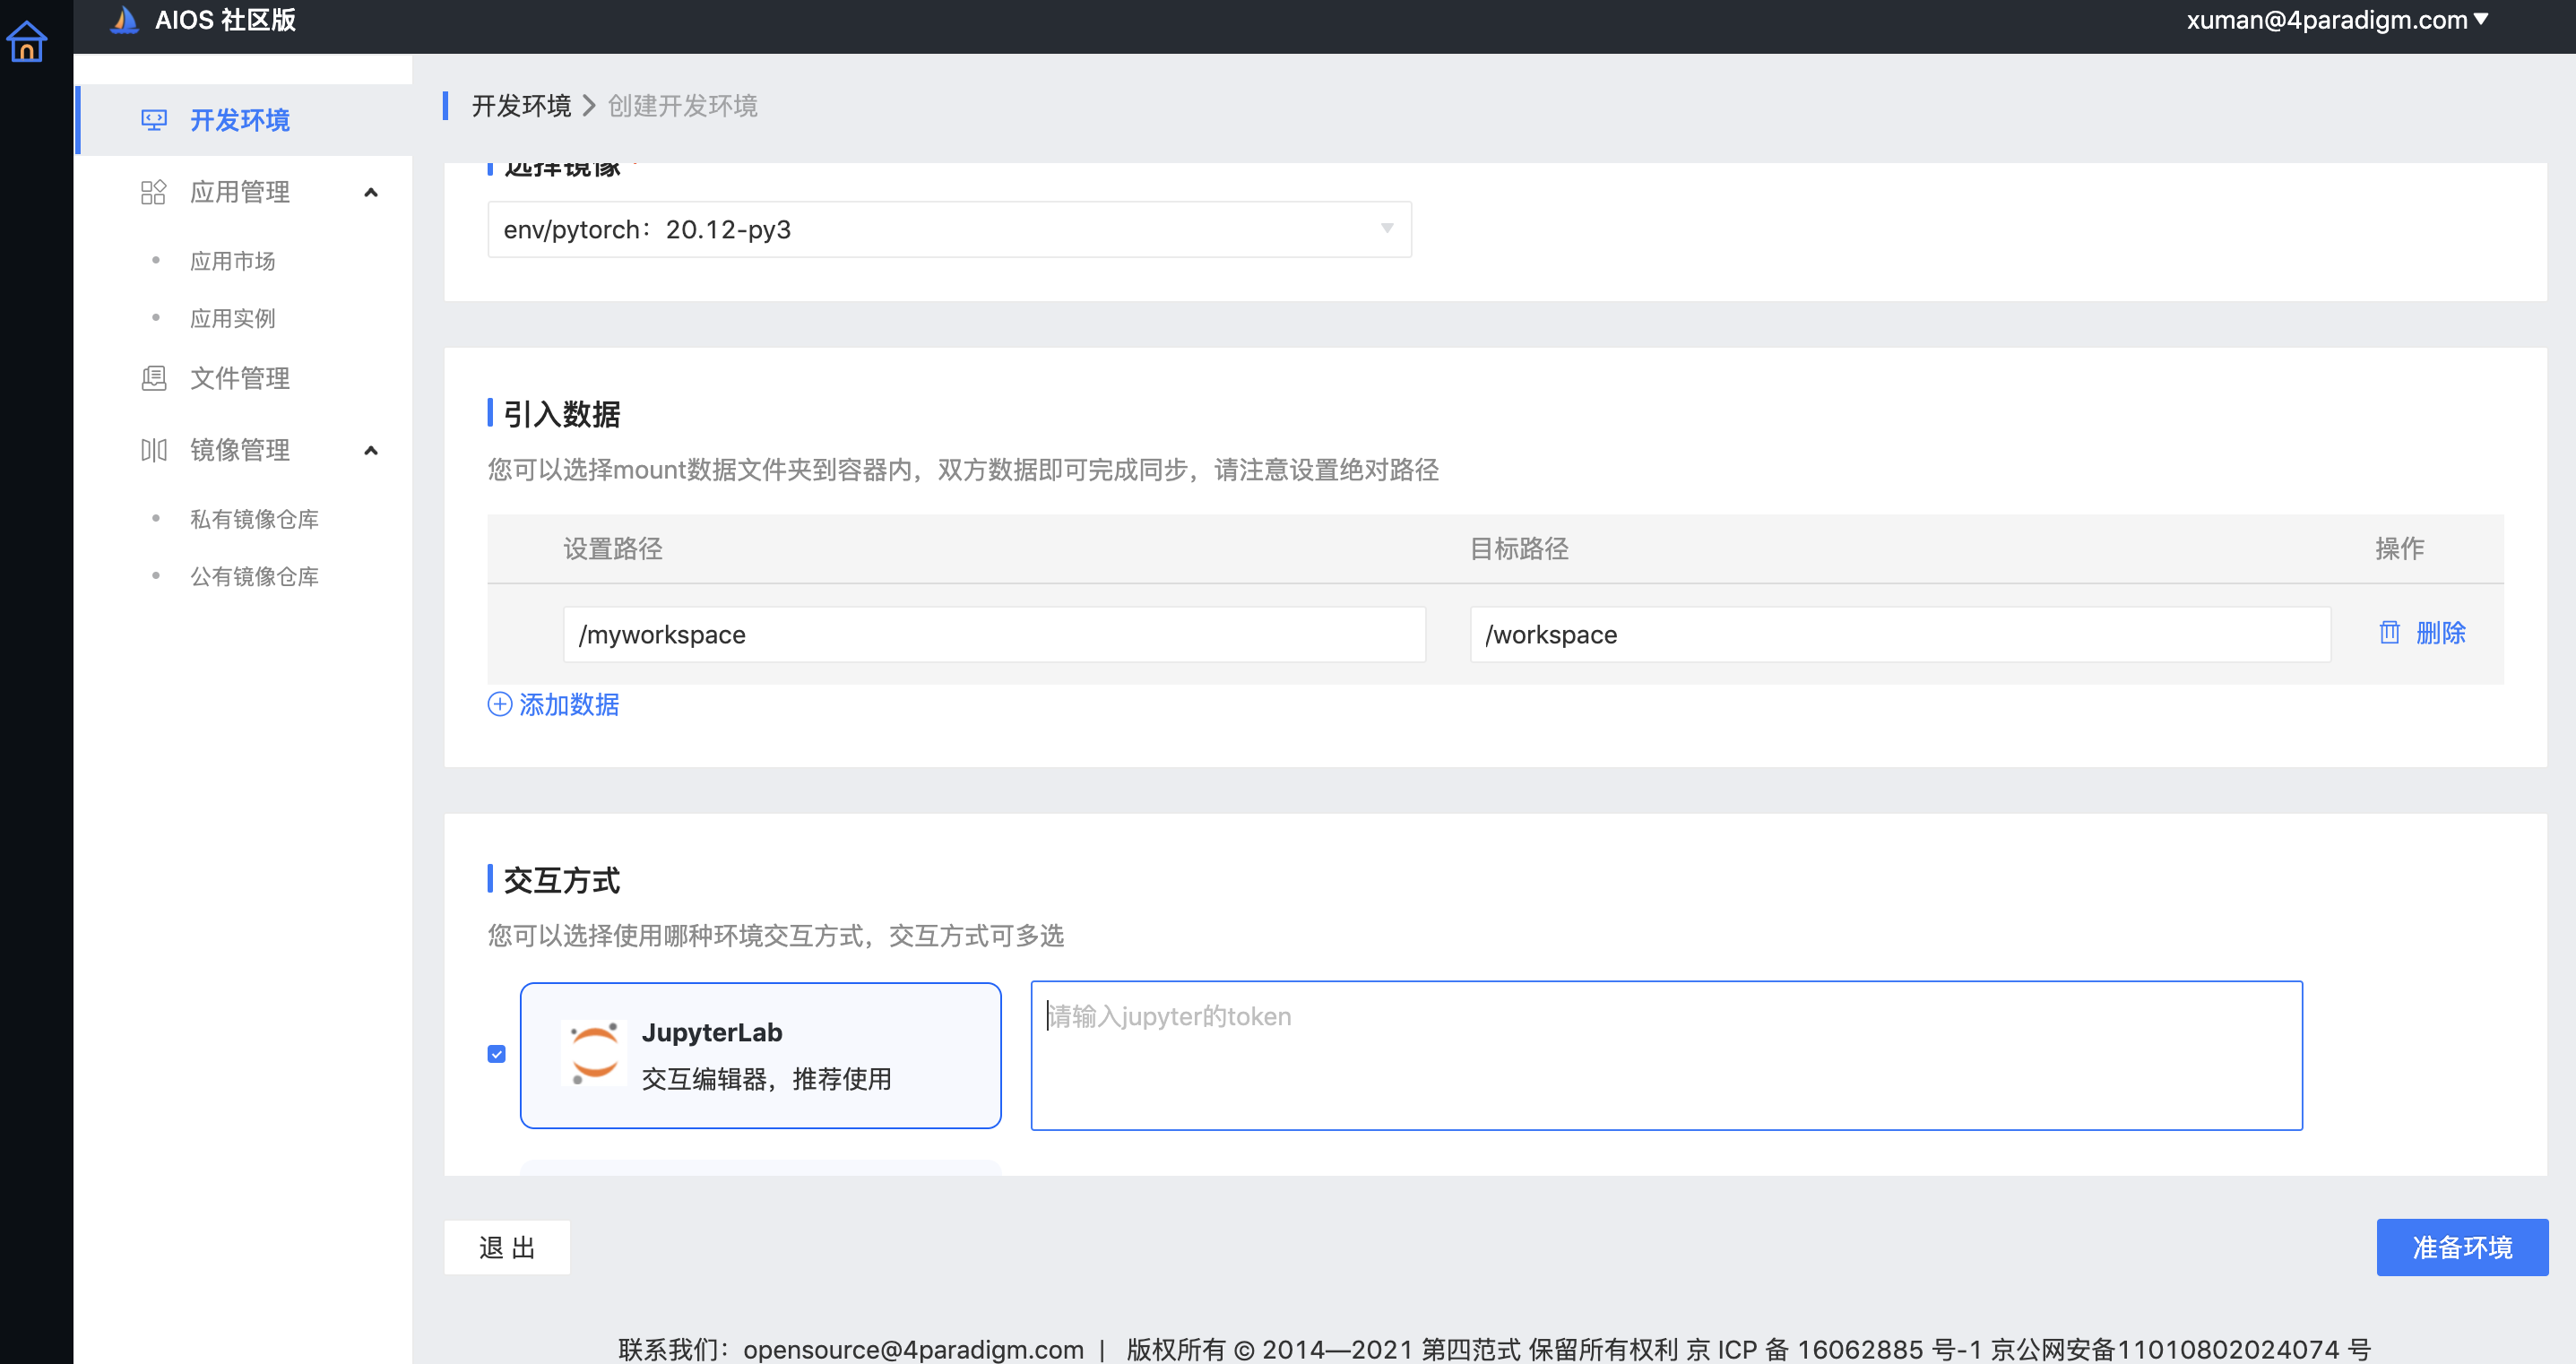 AIOS 社区版
xuman@4paradigm.com
开发环境
应用管理
应用市场
应用实例
文件管理
镜像管理
私有镜像仓库
公有镜像仓库
开发环境 > 创建开发环境
选择镜像
env/pytorch：20.12-py3
引入数据
您可以选择mount数据文件夹到容器内，双方数据即可完成同步，请注意设置绝对路径
设置路径 目标路径 操作
/myworkspace /workspace 删除
添加数据
交互方式
您可以选择使用哪种环境交互方式，交互方式可多选
JupyterLab
交互编辑器，推荐使用
请输入jupyter的token
退 出
准备环境
联系我们：opensource@4paradigm.com | 版权所有 © 2014—2021 第四范式 保留所有权利 京 ICP 备 16062885 号-1 京公网安备11010802024074 号